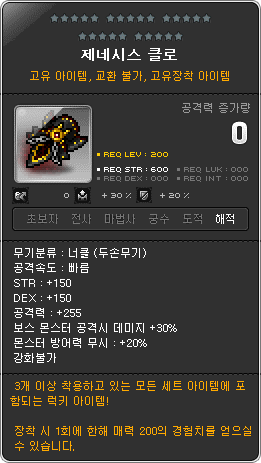 제네시스 클로
고유 아이템, 교환 불가, 고유장착 아이템
공격력 증가량
0
REQ LEV : 200
REQ STR : 600
REQ LUK : 000
REQ DEX : 000
REQ INT : 000
0 + 30 % + 20 %
초보자 전사 마법사 궁수 도적 해적
무기분류 : 너클 (두손무기)
공격속도 : 빠름
STR : +150
DEX : +150
공격력 : +255
보스 몬스터 공격시 데미지 +30%
몬스터 방어력 무시 : +20%
강화불가
3개 이상 착용하고 있는 모든 세트 아이템에 포
함되는 럭키 아이템!
장착 시 1회에 한해 매력 200의 경험치를 얻으실
수 있습니다.